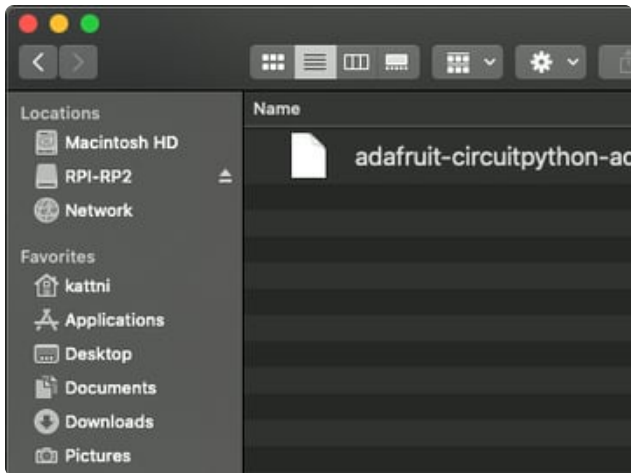 Locations
Macintosh HD
RPI-RP2
Network
Favorites
kattni
Applications
Desktop
Documents
Downloads
Pictures
Name
adafruit-circuitpython-ad